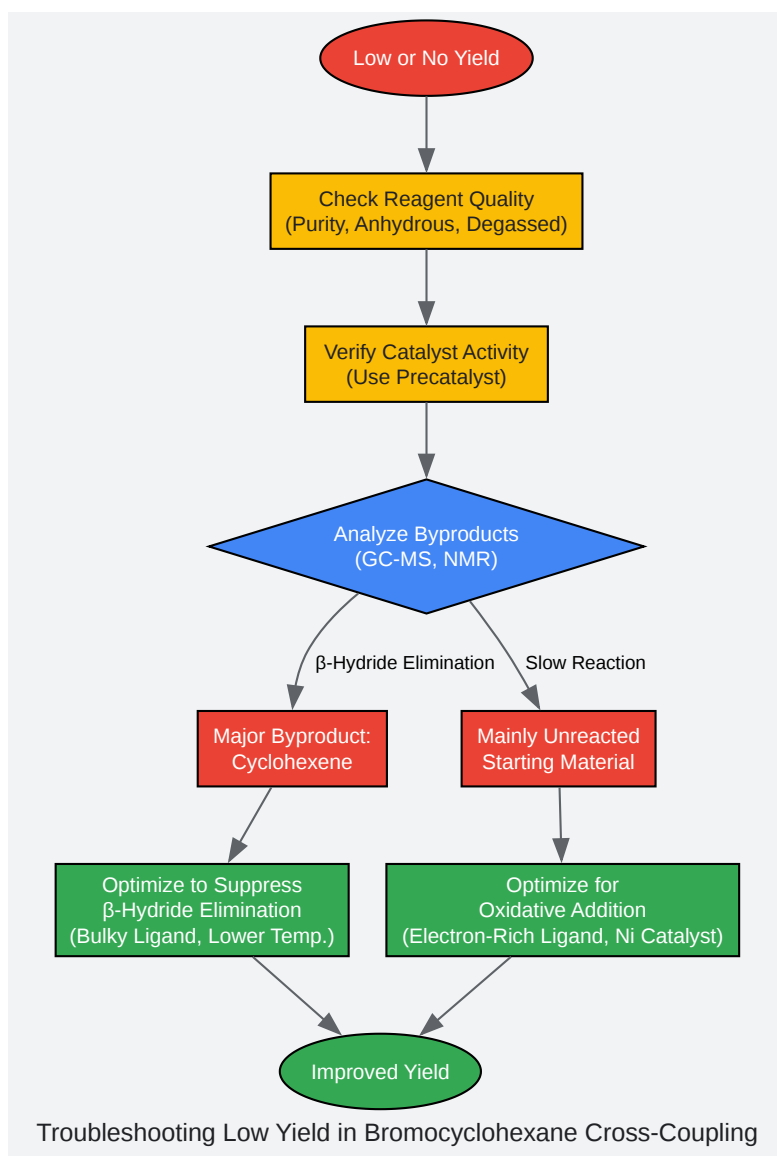 Low or No Yield
Check Reagent Quality
(Purity, Anhydrous, Degassed)
Verify Catalyst Activity
(Use Precatalyst)
Analyze Byproducts
(GC-MS, NMR)
β-Hydride Elimination
Slow Reaction
Major Byproduct:
Cyclohexene
Mainly Unreacted
Starting Material
Optimize to Suppress
β-Hydride Elimination
(Bulky Ligand, Lower Temp.)
Optimize for
Oxidative Addition
(Electron-Rich Ligand, Ni Catalyst)
Improved Yield
Troubleshooting Low Yield in Bromocyclohexane Cross-Coupling